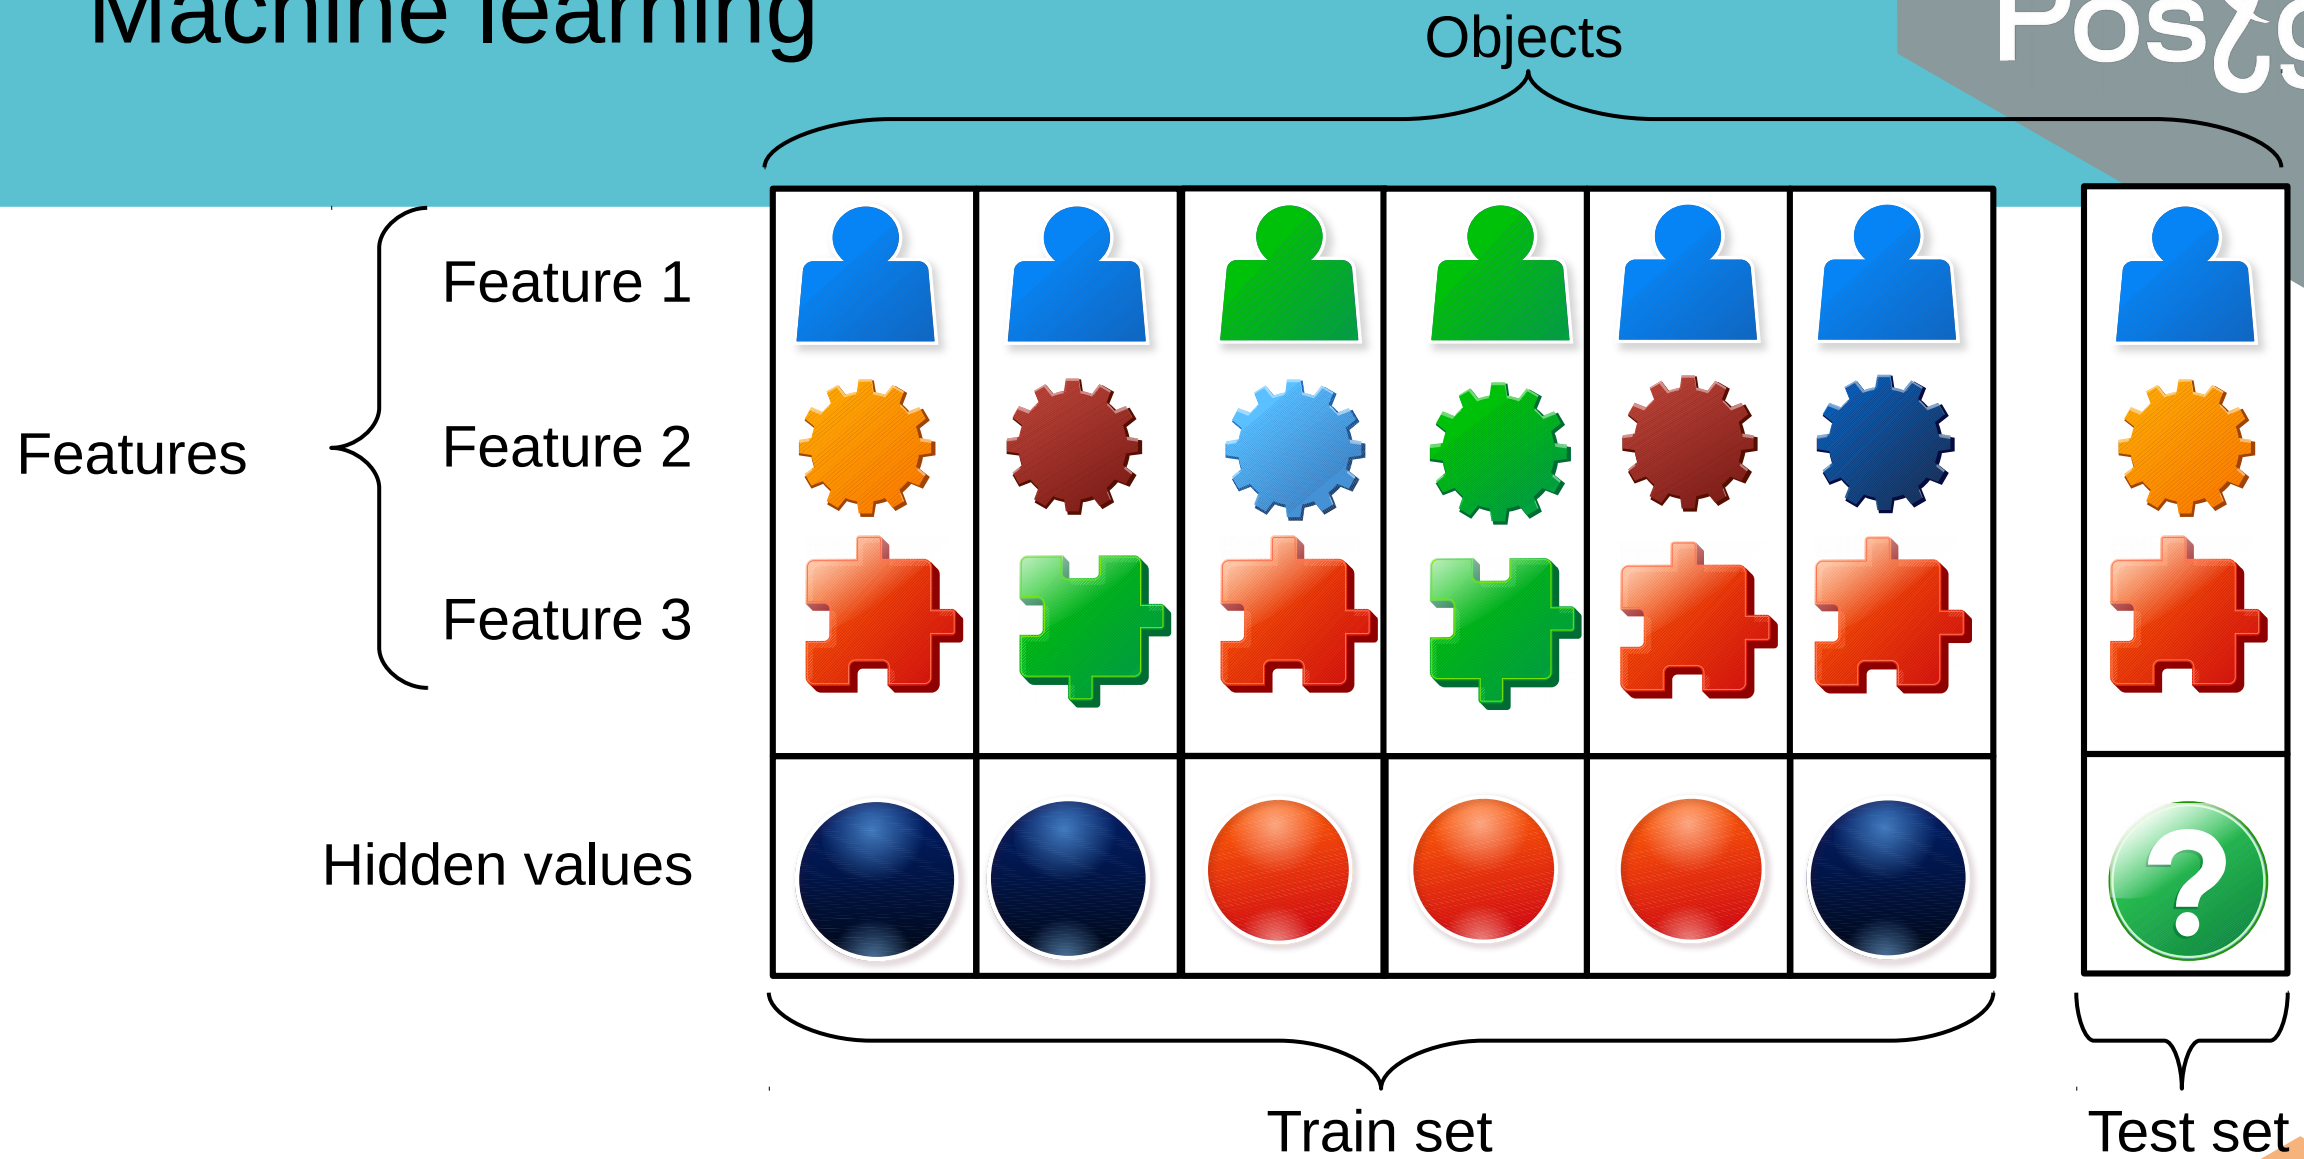 Machine learning
Objects
Feature 1
Feature 2
Features
Feature 3
Hidden values
Train set
Test set
?